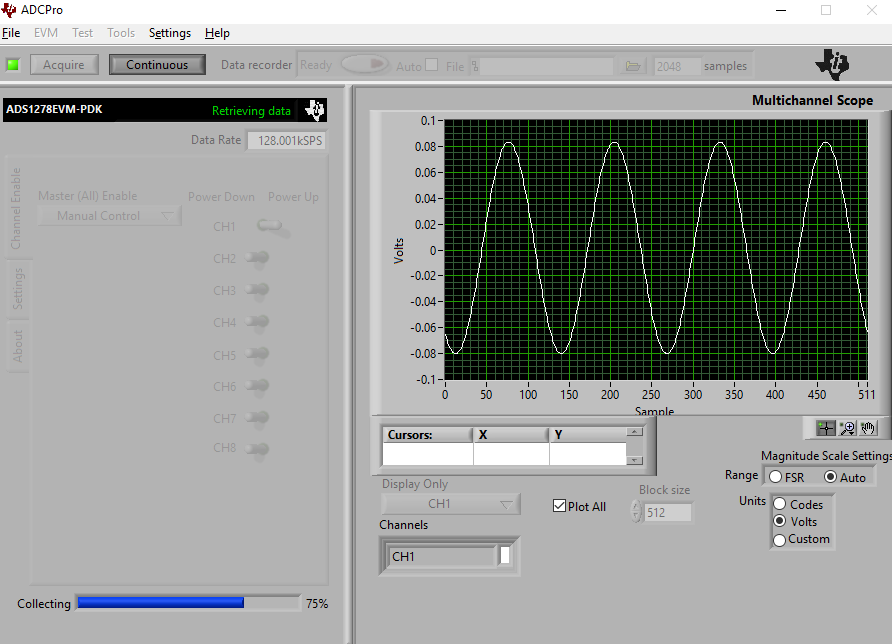 ADCPro
File EVM Test Tools Settings Help
Acquire Continuous Data recorder Ready Auto File 2048 samples
ADS1278EVM-PDK Retrieving data
Data Rate 128.001kSPS
Channel Enable
Settings
About
Master (All) Enable Power Down Power Up
Manual Control
CH1
CH2
CH3
CH4
CH5
CH6
CH7
CH8
Collecting 75%
Multichannel Scope
Volts
0.1
0.08
0.06
0.04
0.02
0
-0.02
-0.04
-0.06
-0.08
-0.1
0 50 100 150 200 250 300 350 400 450 511
Sample
Cursors: X Y
Display Only
CH1
Channels
CH1
Plot All
Block size
512
Magnitude Scale Settings
Range FSR Auto
Units Codes
Volts
Custom